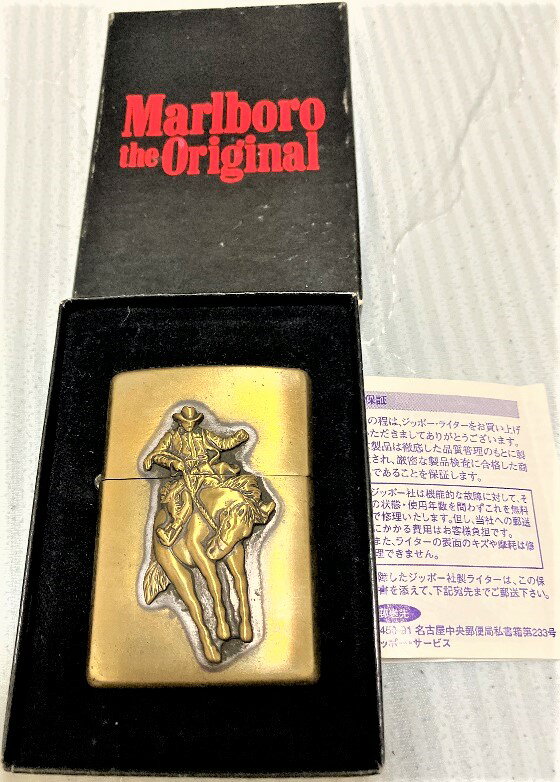 Marlboro
the Original
保証
の程は、ジッポー・ライターをお買い上げ
ただきましてありがとうございます。
製品は徹底した品質管理のもとに製
され、厳密な製品検査に合格した商
であることを保証します。
ジッポー社は機能的な故障に対して、そ
の状態・使用年数を問わずこれを無料
で修理いたします。但し、当社への郵送
にかかる費用はお客様負担です。
また、ライターの表面のキズや摩耗は修
理できません。
障したジッポー社製ライターは、この保
書を添えて、下記宛先までご郵送下さい。
名古屋中央郵便局私書箱第233号
ッポーサービス